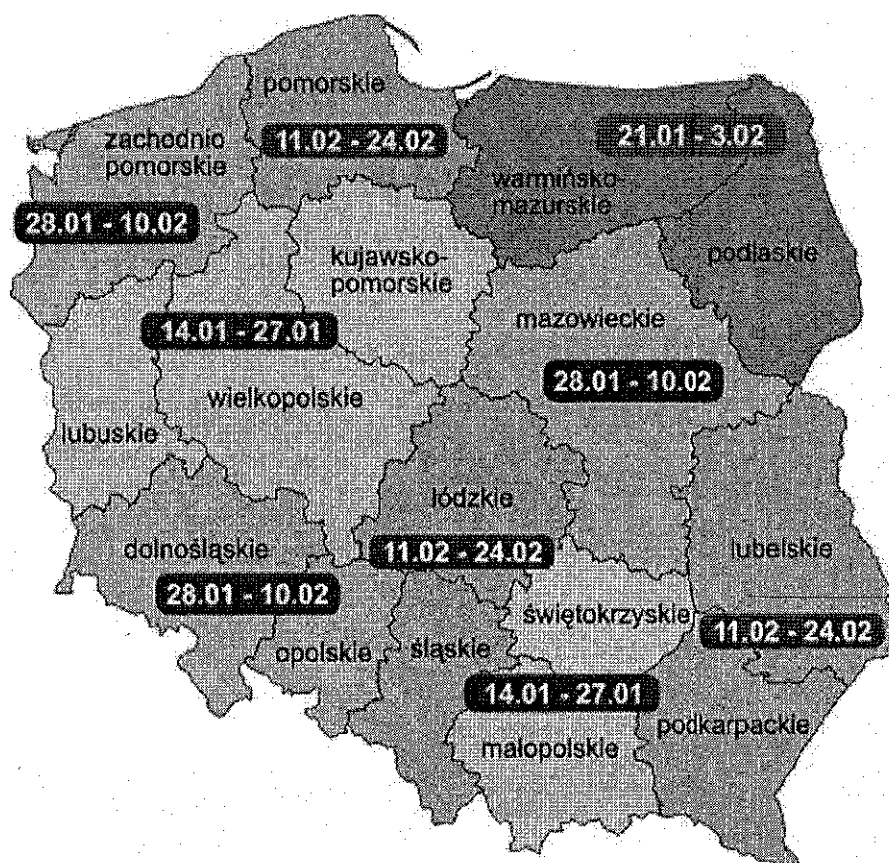 pomorskie
11.02 - 24.02
zachodnio
pomorskie
28.01 - 10.02
21.01 - 3.02
warmińsko-
mazurskie
podlaskie
kujawsko-
pomorskie
14.01 - 27.01
wielkopolskie
lubuskie
mazowieckie
28.01 - 10.02
łódzkie
11.02 - 24.02
dolnośląskie
28.01 - 10.02
opolskie
śląskie
świętokrzyskie
14.01 - 27.01
małopolskie
lubelskie
11.02 - 24.02
podkarpackie